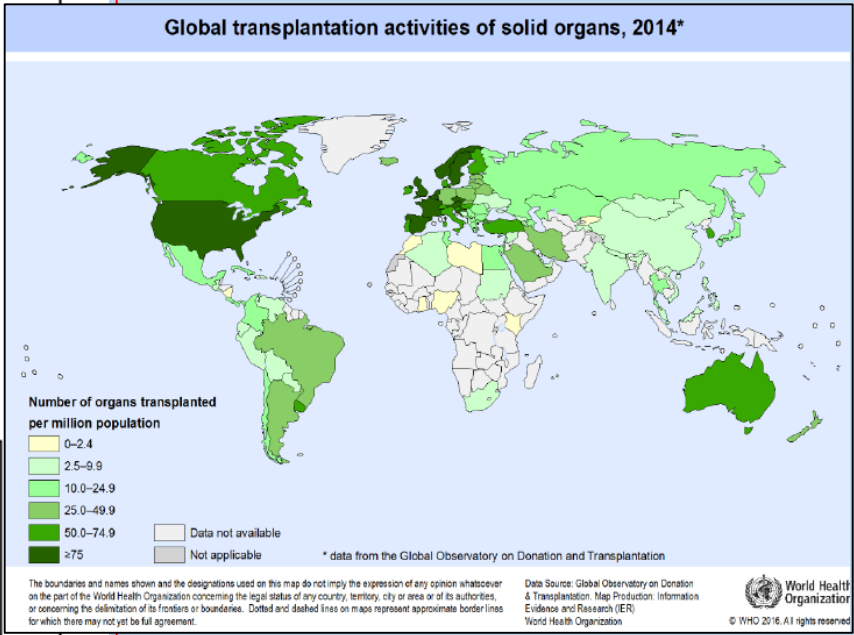 Global transplantation activities of solid organs, 2014*
Number of organs transplanted
per million population
0–2.4
2.5–9.9
10.0–24.9
25.0–49.9
50.0–74.9
≥75
Data not available
Not applicable
* data from the Global Observatory on Donation and Transplantation
The boundaries and names shown and the designations used on this map do not imply the expression of any opinion whatsoever
on the part of the World Health Organization concerning the legal status of any country, territory, city or area or of its authorities,
or concerning the delimitation of its frontiers or boundaries. Dotted and dashed lines on maps represent approximate border lines
for which there may not yet be full agreement.
Data Source: Global Observatory on Donation
& Transplantation. Map Production: Information
Evidence and Research (IER)
World Health Organization
World Health
Organization
© WHO 2016. All rights reserved